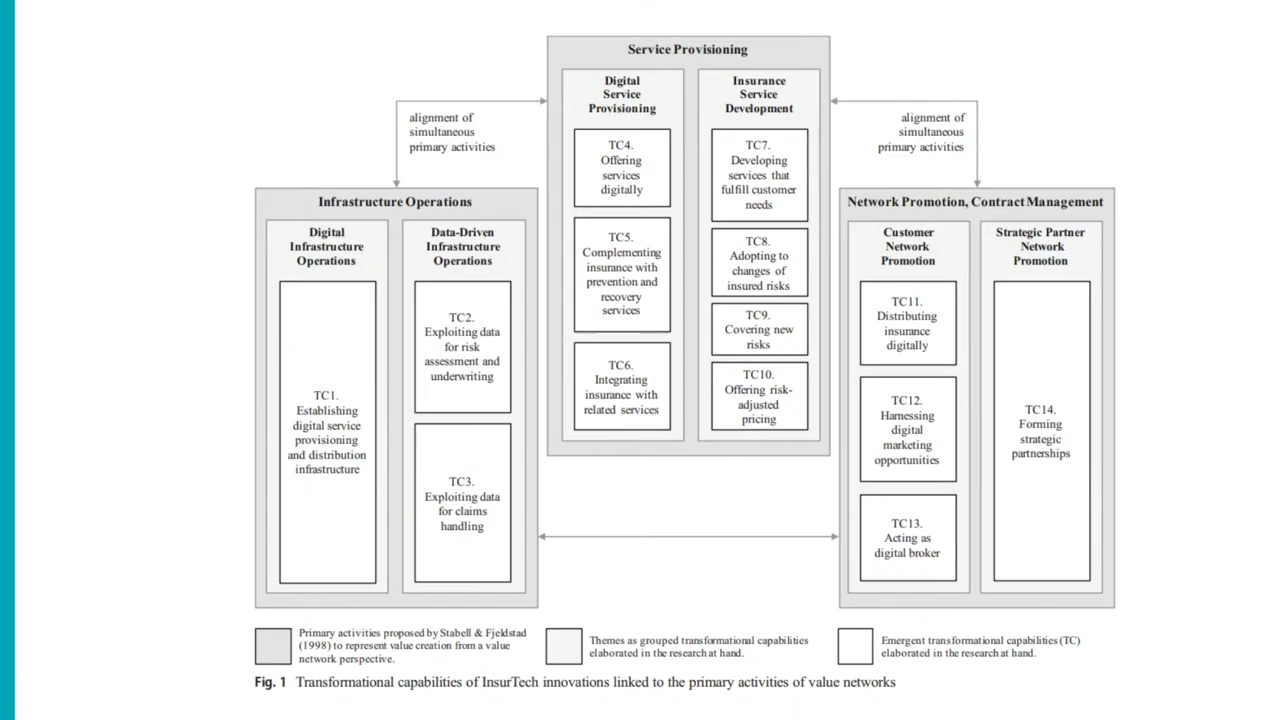 Service Provisioning
Digital
Service
Provisioning
Insurance
Service
Development
TC4.
Offering
services
digitally
TC5.
Complementing
insurance with
prevention and
recovery
services
TC6.
Integrating
insurance with
related services
TC7.
Developing
services that
fulfill customer
needs
TC8.
Adopting to
changes of
insured risks
TC9.
Covering new
risks
TC10.
Offering risk-
adjusted
pricing
alignment of
simultaneous
primary activities
alignment of
simultaneous
primary activities
Infrastructure Operations
Digital
Infrastructure
Operations
Data-Driven
Infrastructure
Operations
TC1.
Establishing
digital service
provisioning
and distribution
infrastructure
TC2.
Exploiting data
for risk
assessment and
underwriting
TC3.
Exploiting data
for claims
handling
Network Promotion, Contract Management
Customer
Network
Promotion
Strategic Partner
Network
Promotion
TC11.
Distributing
insurance
digitally
TC12.
Harnessing
digital
marketing
opportunities
TC13.
Acting as
digital broker
TC14.
Forming
strategic
partnerships
Primary activities proposed by Stabell & Fjeldstad
(1998) to represent value creation from a value
network perspective.
Themes as grouped transformational capabilities
elaborated in the research at hand.
Emergent transformational capabilities (TC)
elaborated in the research at hand.
Fig. 1 Transformational capabilities of InsurTech innovations linked to the primary activities of value networks